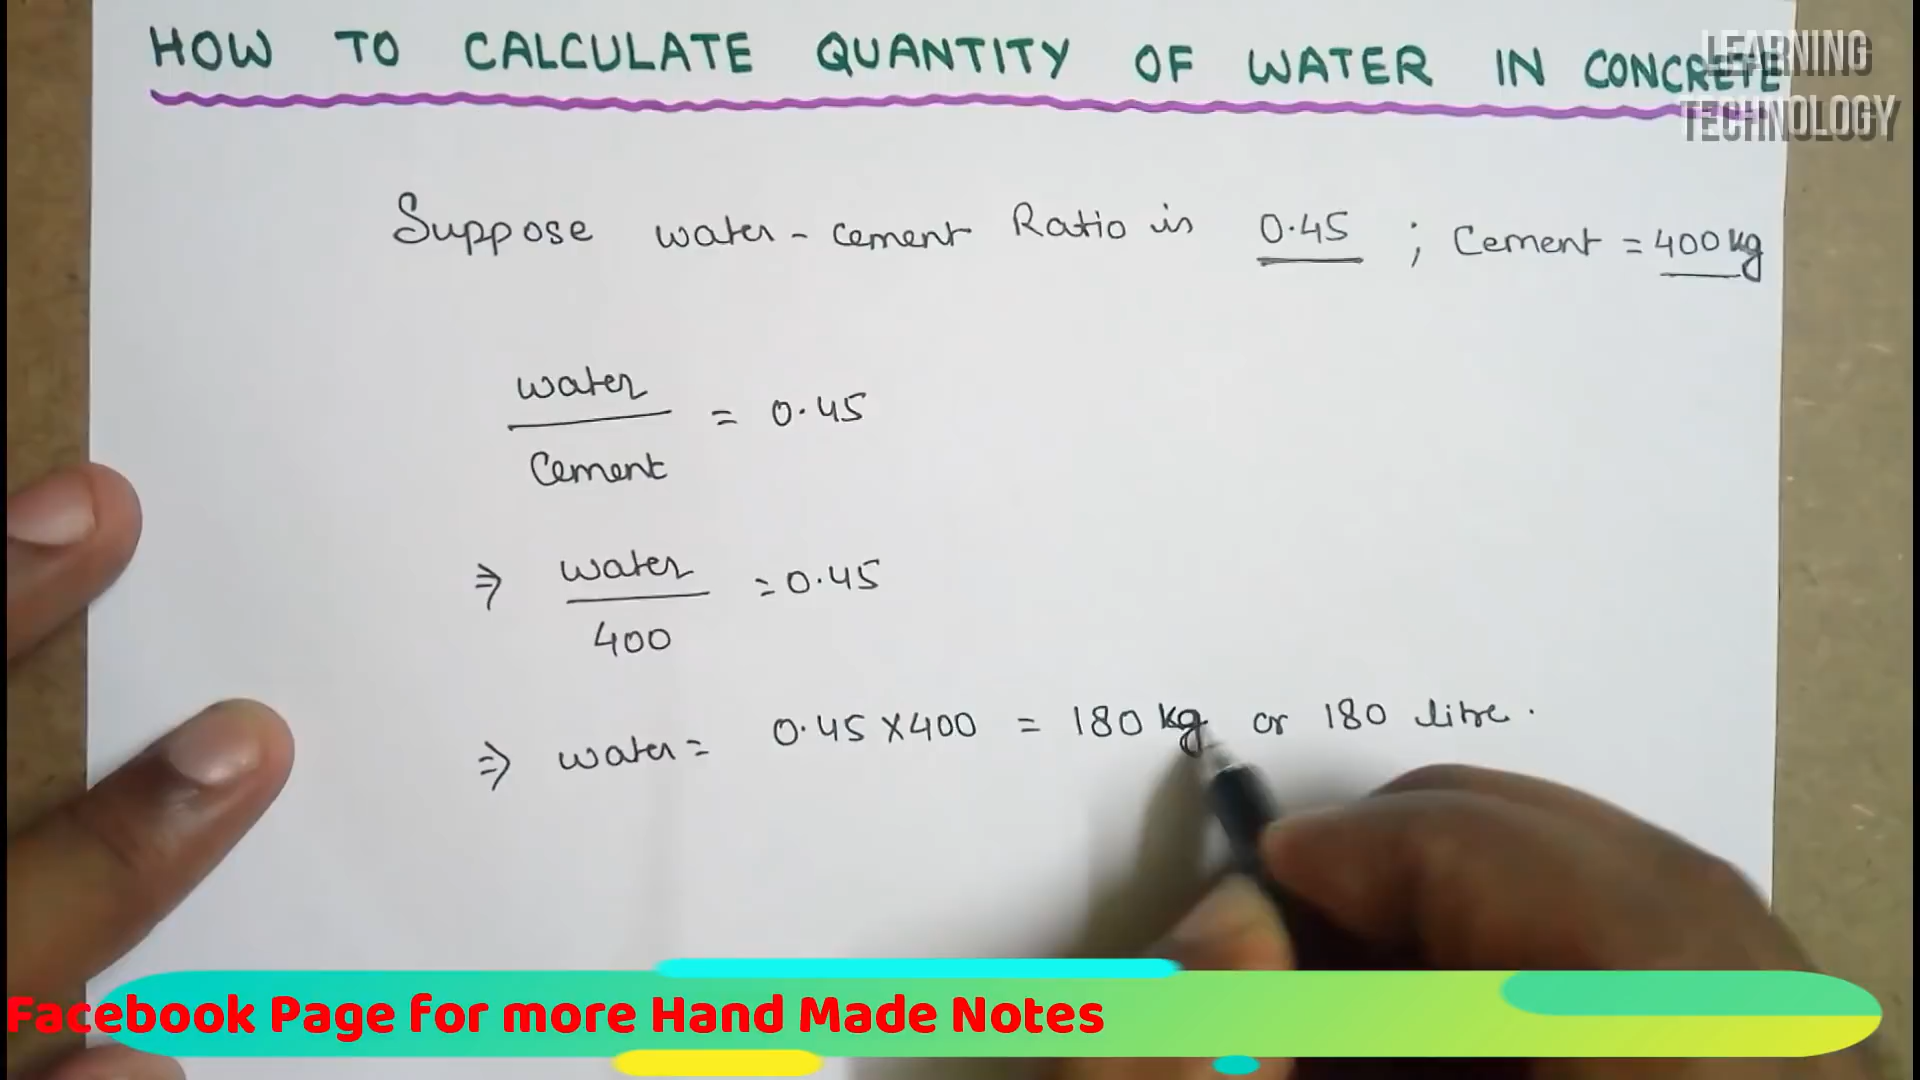 HOW TO CALCULATE QUANTITY OF WATER IN CONCRETE
LEARNING
TECHNOLOGY
Suppose water - cement Ratio is 0.45 ; Cement = 400 kg
water
Cement
= 0.45
⇒ water
400
= 0.45
⇒ water = 0.45 X 400 = 180 kg or 180 litre.
Facebook Page for more Hand Made Notes